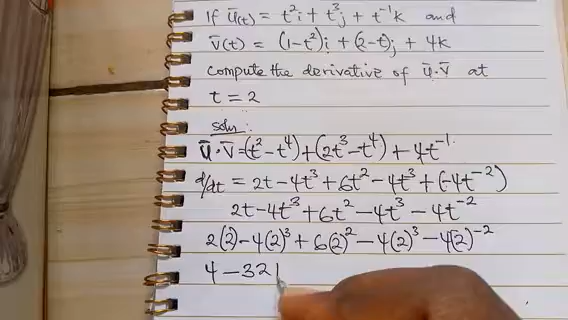 If ū(t) = t²i + t³j + t⁻¹k and
v̄(t) = (1-t²)i + (2-t)j + 4k
compute the derivative of ū·v̄ at
t = 2
soln:
ū·v̄ = (t² - t⁴) + (2t³ - t⁴) + 4t⁻¹
d/dt = 2t - 4t³ + 6t² - 4t³ + (-4t⁻²)
2t - 4t³ + 6t² - 4t³ - 4t⁻²
2(2) - 4(2)³ + 6(2)² - 4(2)³ - 4(2)⁻²
4 - 32